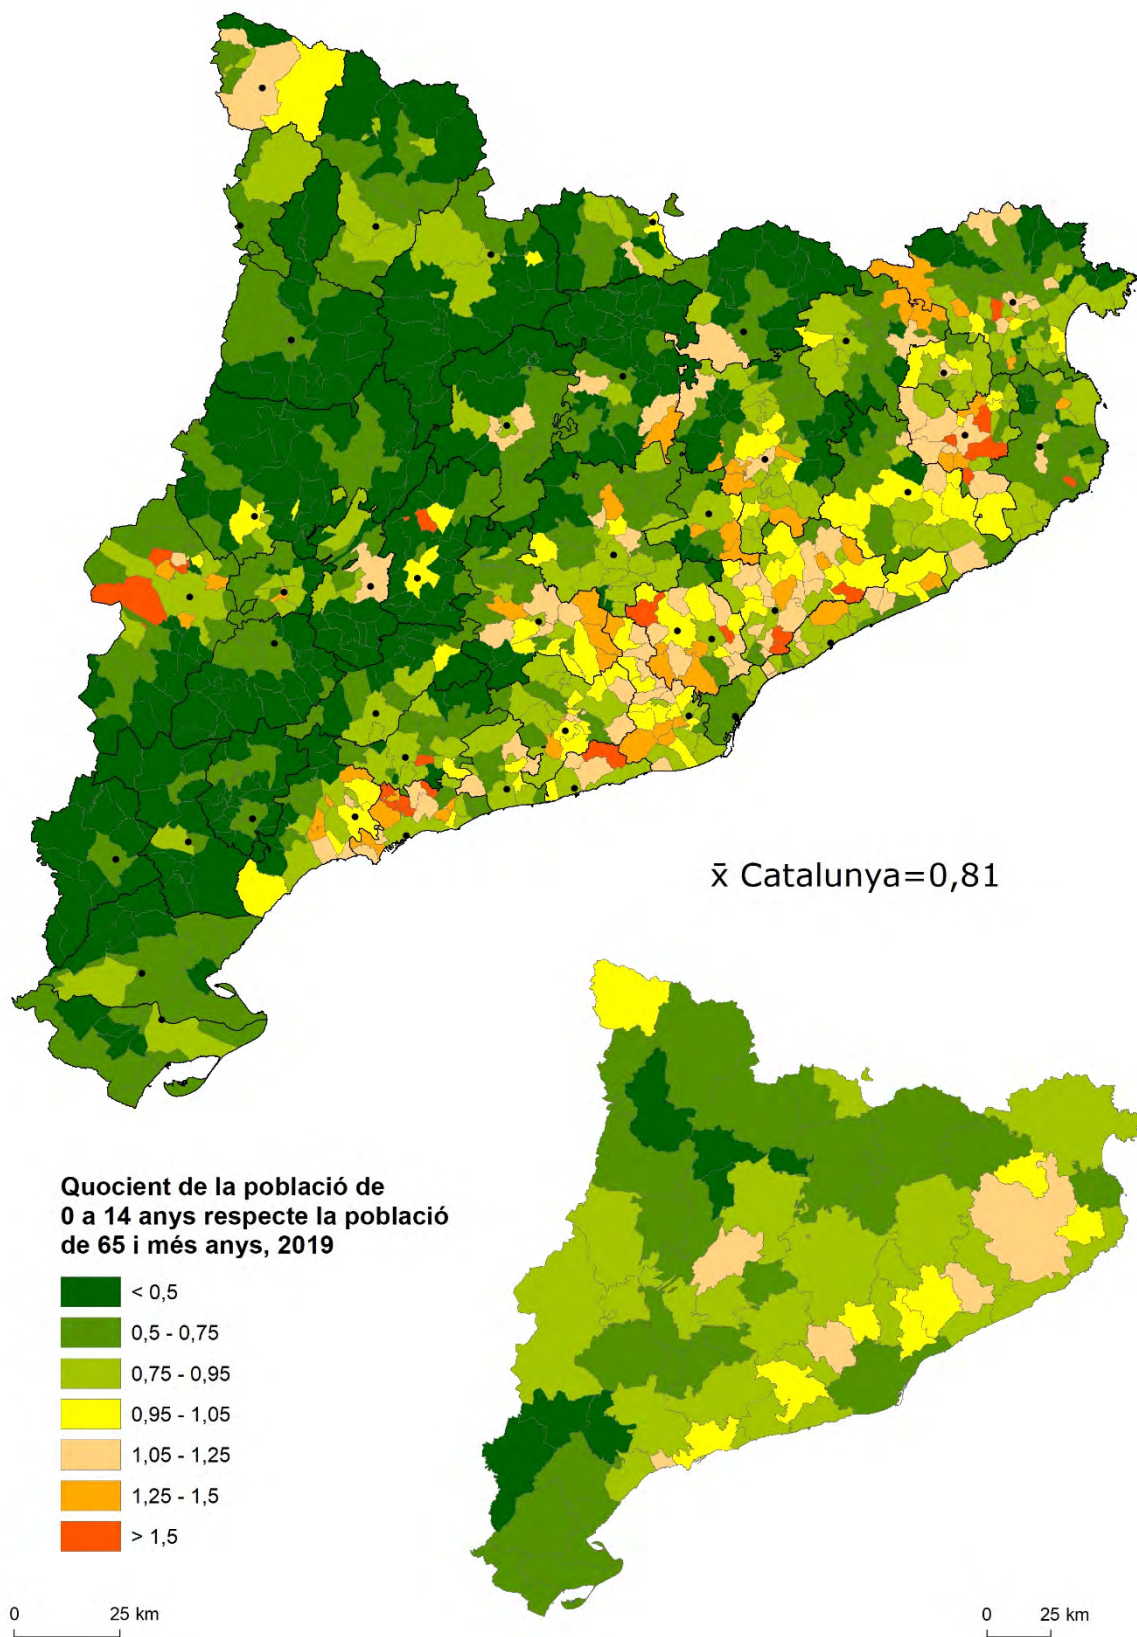 x̄ Catalunya=0,81
Quocient de la població de
0 a 14 anys respecte la població
de 65 i més anys, 2019
< 0,5
0,5 - 0,75
0,75 - 0,95
0,95 - 1,05
1,05 - 1,25
1,25 - 1,5
> 1,5
0 25 km
0 25 km